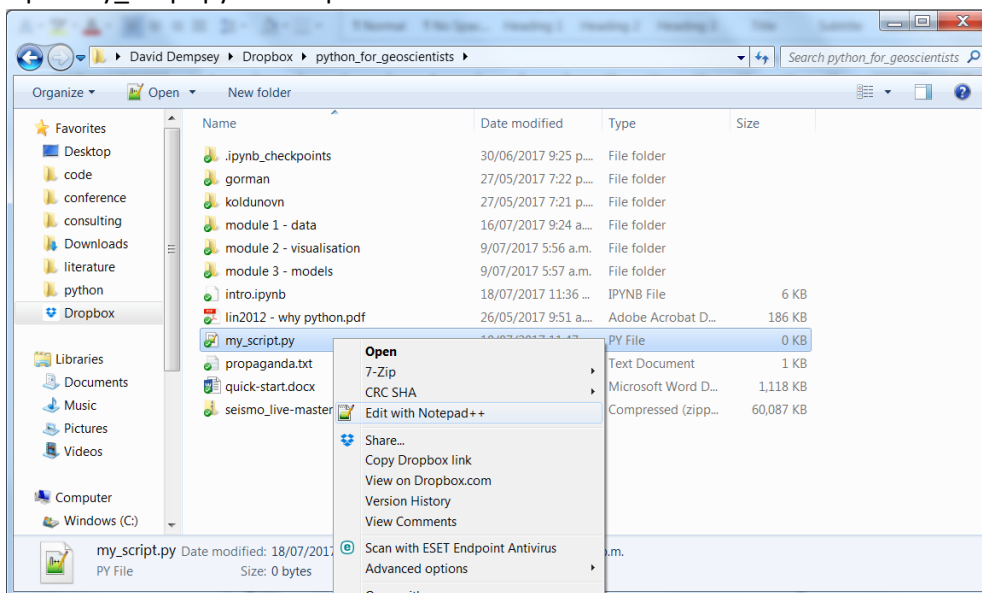 David Dempsey ▸ Dropbox ▸ python_for_geoscientists ▸
Search python_for_geoscientists
Organize Open New folder
Name Date modified Type Size
Favorites
Desktop
code
conference
consulting
Downloads
literature
python
Dropbox
Libraries
Documents
Music
Pictures
Videos
Computer
Windows (C:)
.ipynb_checkpoints 30/06/2017 9:25 p.... File folder
gorman 27/05/2017 7:22 p.... File folder
koldunovn 27/05/2017 7:21 p.... File folder
module 1 - data 16/07/2017 9:24 a.... File folder
module 2 - visualisation 9/07/2017 5:56 a.m. File folder
module 3 - models 9/07/2017 5:57 a.m. File folder
intro.ipynb 18/07/2017 11:36 ... IPYNB File 6 KB
lin2012 - why python.pdf 26/05/2017 9:51 a.... Adobe Acrobat D... 186 KB
my_script.py PY File 0 KB
propaganda.txt Text Document 1 KB
quick-start.docx Microsoft Word D... 1,118 KB
seismo_live-master Compressed (zipp... 60,087 KB
Open
7-Zip
CRC SHA
Edit with Notepad++
Share...
Copy Dropbox link
View on Dropbox.com
Version History
View Comments
Scan with ESET Endpoint Antivirus
Advanced options
my_script.py Date modified: 18/07/201
PY File Size: 0 bytes